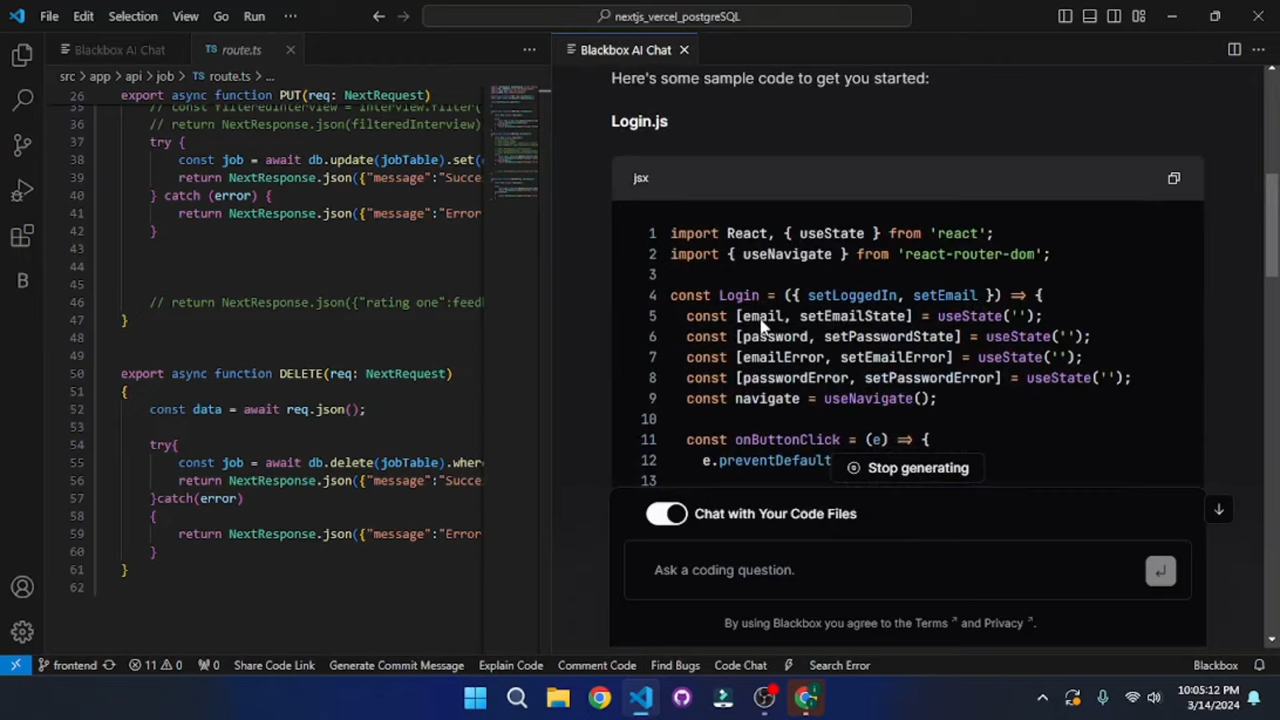 File Edit Selection View Go Run ··· nextjs_vercel_postgreSQL
Blackbox AI Chat TS route.ts ···
src > app > api > job > TS route.ts > ...
26 export async function PUT(req: NextRequest)
// const filteredInterview = interview.filter(
36 // return NextResponse.json(filteredInterview)
37 try {
38 const job = await db.update(jobTable).set(
39 return NextResponse.json({"message":"Succe
40 } catch (error) {
41 return NextResponse.json({"message":"Error
42 }
43
44
45
46 // return NextResponse.json({"rating one":feed
47 }
48
49
50 export async function DELETE(req: NextRequest)
51 {
52 const data = await req.json();
53
54 try{
55 const job = await db.delete(jobTable).wher
56 return NextResponse.json({"message":"Succe
57 }catch(error)
58 {
59 return NextResponse.json({"message":"Error
60 }
61 }
62
Blackbox AI Chat ···
Here's some sample code to get you started:
Login.js
jsx
1 import React, { useState } from 'react';
2 import { useNavigate } from 'react-router-dom';
3
4 const Login = ({ setLoggedIn, setEmail }) => {
5 const [email, setEmailState] = useState('');
6 const [password, setPasswordState] = useState('');
7 const [emailError, setEmailError] = useState('');
8 const [passwordError, setPasswordError] = useState('');
9 const navigate = useNavigate();
10
11 const onButtonClick = (e) => {
12 e.preventDefault
13
Stop generating
Chat with Your Code Files
Ask a coding question.
By using Blackbox you agree to the Terms and Privacy .
B
frontend 11 0 0 Share Code Link Generate Commit Message Explain Code Comment Code Find Bugs Code Chat Search Error Blackbox
10:05:12 PM
3/14/2024